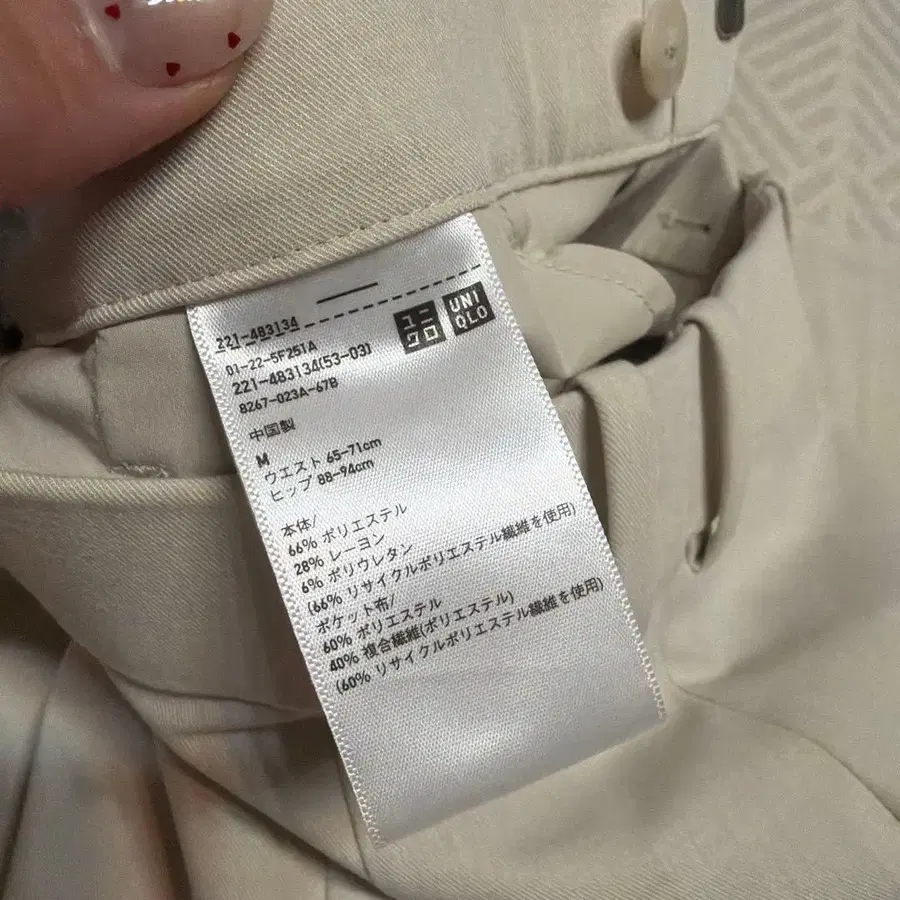 221-483134
ユニクロ
UNIQLO
01-22-5F251A
221-483134(53-03)
8267-023A-67B
中国製
M
ウエスト 65-71cm
ヒップ 88-94cm
本体/
66% ポリエステル
28% レーヨン
6% ポリウレタン
(66% リサイクルポリエステル繊維を使用)
ポケット布/
60% ポリエステル
40% 複合繊維(ポリエステル)
(60% リサイクルポリエステル繊維を使用)